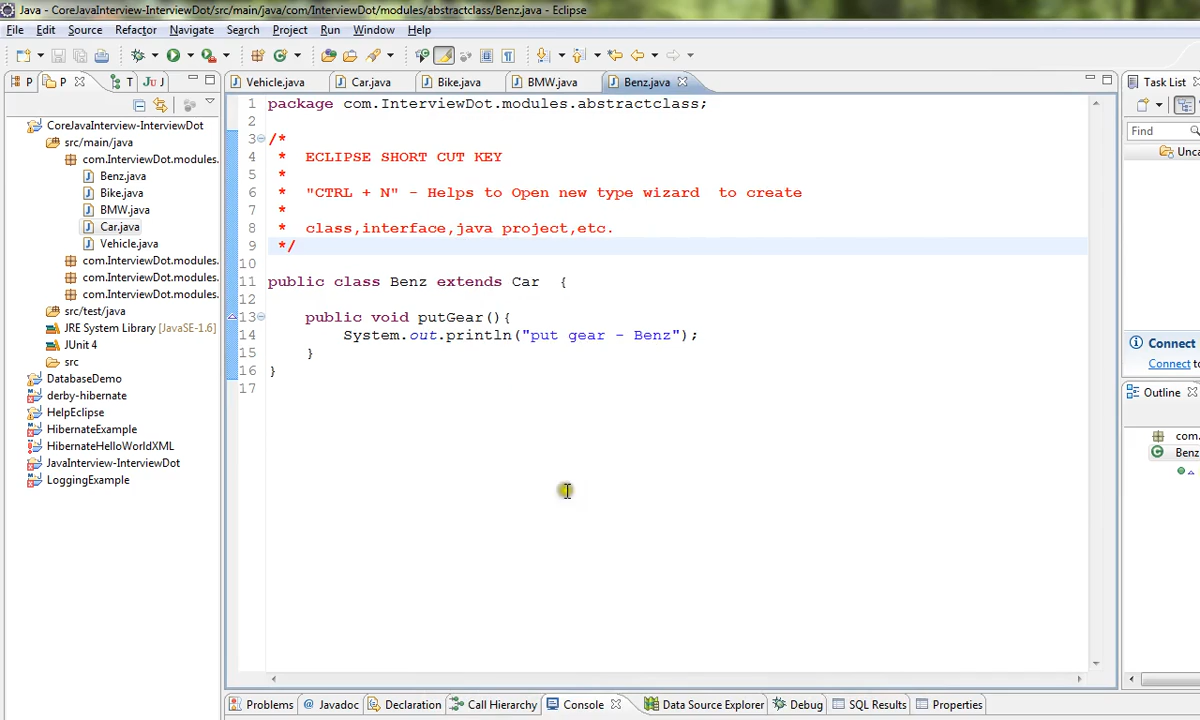 Java - CoreJavaInterview-InterviewDot/src/main/java/com/InterviewDot/modules/abstractclass/Benz.java - Eclipse
File Edit Source Refactor Navigate Search Project Run Window Help
P P T Ju J
Vehicle.java Car.java Bike.java BMW.java Benz.java
Task List
Find
Unca
CoreJavaInterview-InterviewDot
src/main/java
com.InterviewDot.modules.
Benz.java
Bike.java
BMW.java
Car.java
Vehicle.java
com.InterviewDot.modules.
com.InterviewDot.modules.
com.InterviewDot.modules.
src/test/java
JRE System Library [JavaSE-1.6]
JUnit 4
src
DatabaseDemo
derby-hibernate
HelpEclipse
HibernateExample
HibernateHelloWorldXML
JavaInterview-InterviewDot
LoggingExample
1 package com.InterviewDot.modules.abstractclass;
2
3 /*
4 * ECLIPSE SHORT CUT KEY
5 *
6 * "CTRL + N" - Helps to Open new type wizard to create
7 *
8 * class,interface,java project,etc.
9 */
10
11 public class Benz extends Car {
12
13 public void putGear(){
14 System.out.println("put gear - Benz");
15 }
16 }
17
Connect
Connect to
Outline
com.
Benz
Problems @ Javadoc Declaration Call Hierarchy Console Data Source Explorer Debug SQL Results Properties